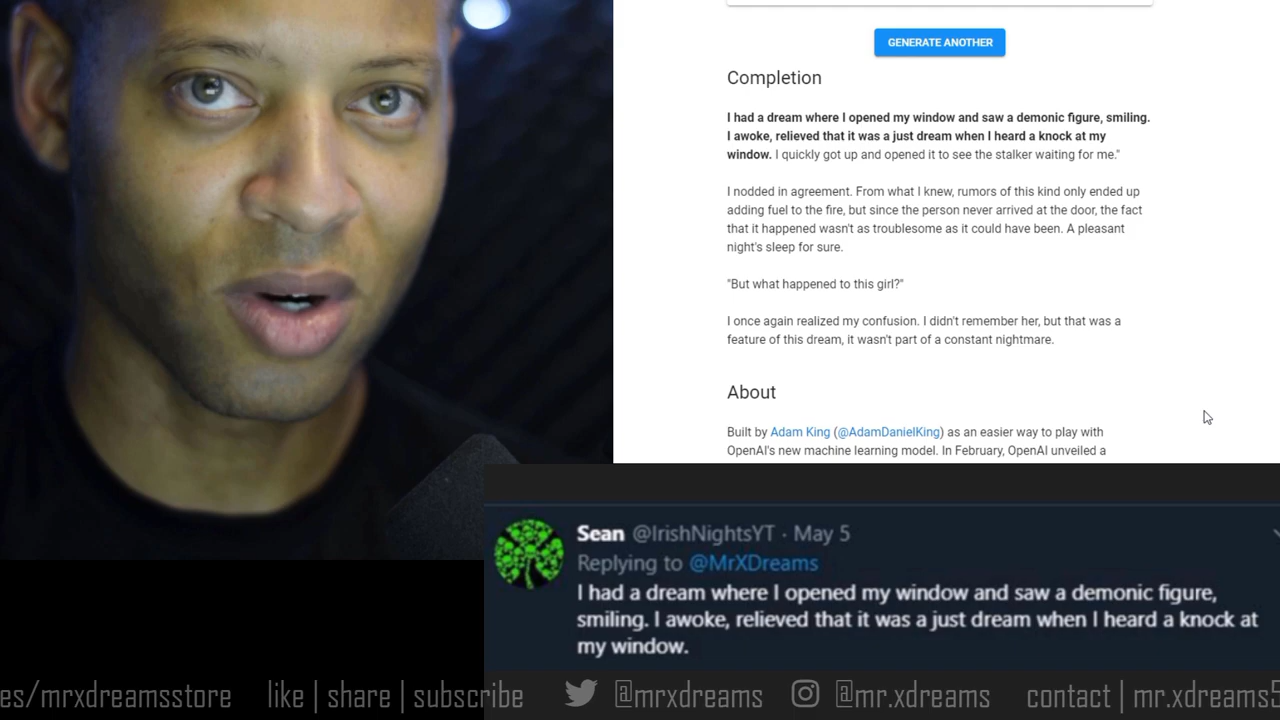 GENERATE ANOTHER
Completion
I had a dream where I opened my window and saw a demonic figure, smiling.
I awoke, relieved that it was a just dream when I heard a knock at my
window. I quickly got up and opened it to see the stalker waiting for me."
I nodded in agreement. From what I knew, rumors of this kind only ended up
adding fuel to the fire, but since the person never arrived at the door, the fact
that it happened wasn't as troublesome as it could have been. A pleasant
night's sleep for sure.
"But what happened to this girl?"
I once again realized my confusion. I didn't remember her, but that was a
feature of this dream, it wasn't part of a constant nightmare.
About
Built by Adam King (@AdamDanielKing) as an easier way to play with
OpenAI's new machine learning model. In February, OpenAI unveiled a
Sean @IrishNightsYT · May 5
Replying to @MrXDreams
I had a dream where I opened my window and saw a demonic figure,
smiling. I awoke, relieved that it was a just dream when I heard a knock at
my window.
es/mrxdreamsstore like | share | subscribe @mrxdreams @mr.xdreams contact | mr.xdreams5